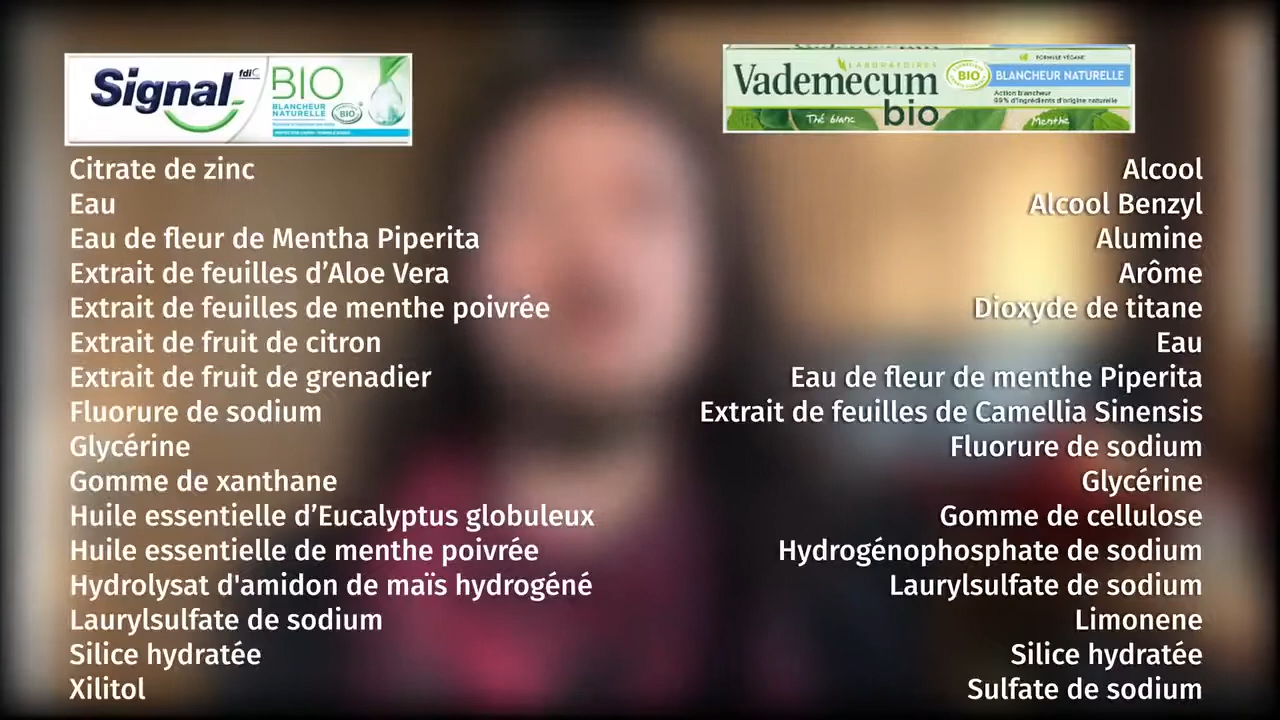 Signal
fdi
BIO
BLANCHEUR
NATURELLE
BIO
Citrate de zinc
Eau
Eau de fleur de Mentha Piperita
Extrait de feuilles d’Aloe Vera
Extrait de feuilles de menthe poivrée
Extrait de fruit de citron
Extrait de fruit de grenadier
Fluorure de sodium
Glycérine
Gomme de xanthane
Huile essentielle d’Eucalyptus globuleux
Huile essentielle de menthe poivrée
Hydrolysat d'amidon de maïs hydrogéné
Laurylsulfate de sodium
Silice hydratée
Xilitol
LABORATOIRES
Vademecum
bio
BIO
FORMULE VÉGANE
BLANCHEUR NATURELLE
Action blancheur
99% d'ingrédients d'origine naturelle
Thé blanc
Menthe
Alcool
Alcool Benzyl
Alumine
Arôme
Dioxyde de titane
Eau
Eau de fleur de menthe Piperita
Extrait de feuilles de Camellia Sinensis
Fluorure de sodium
Glycérine
Gomme de cellulose
Hydrogénophosphate de sodium
Laurylsulfate de sodium
Limonene
Silice hydratée
Sulfate de sodium